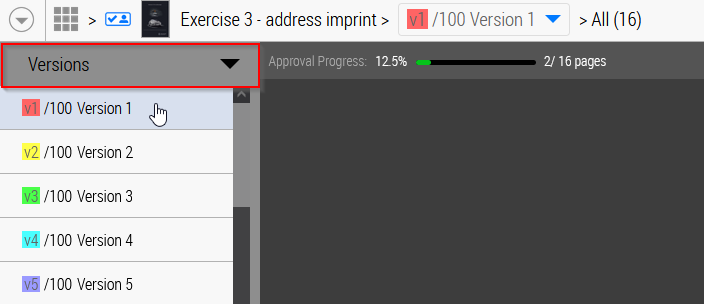 > Exercise 3 - address imprint > v1 /100 Version 1 > All (16)
Versions
Approval Progress: 12.5% 2/ 16 pages
v1 /100 Version 1
v2 /100 Version 2
v3 /100 Version 3
v4 /100 Version 4
v5 /100 Version 5